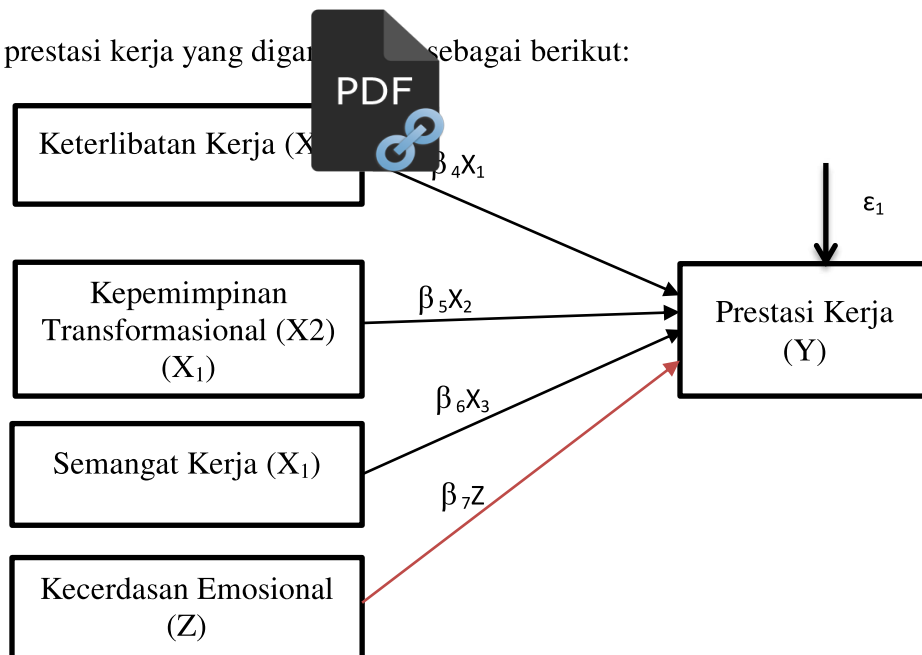 prestasi kerja yang sebagai berikut:
PDF
Keterlibatan Kerja
β₄X₁
ε₁
Kepemimpinan
Transformasional (X2)
(X₁)
β₅X₂
Prestasi Kerja
(Y)
β₆X₃
Semangat Kerja (X₁)
β₇Z
Kecerdasan Emosional
(Z)